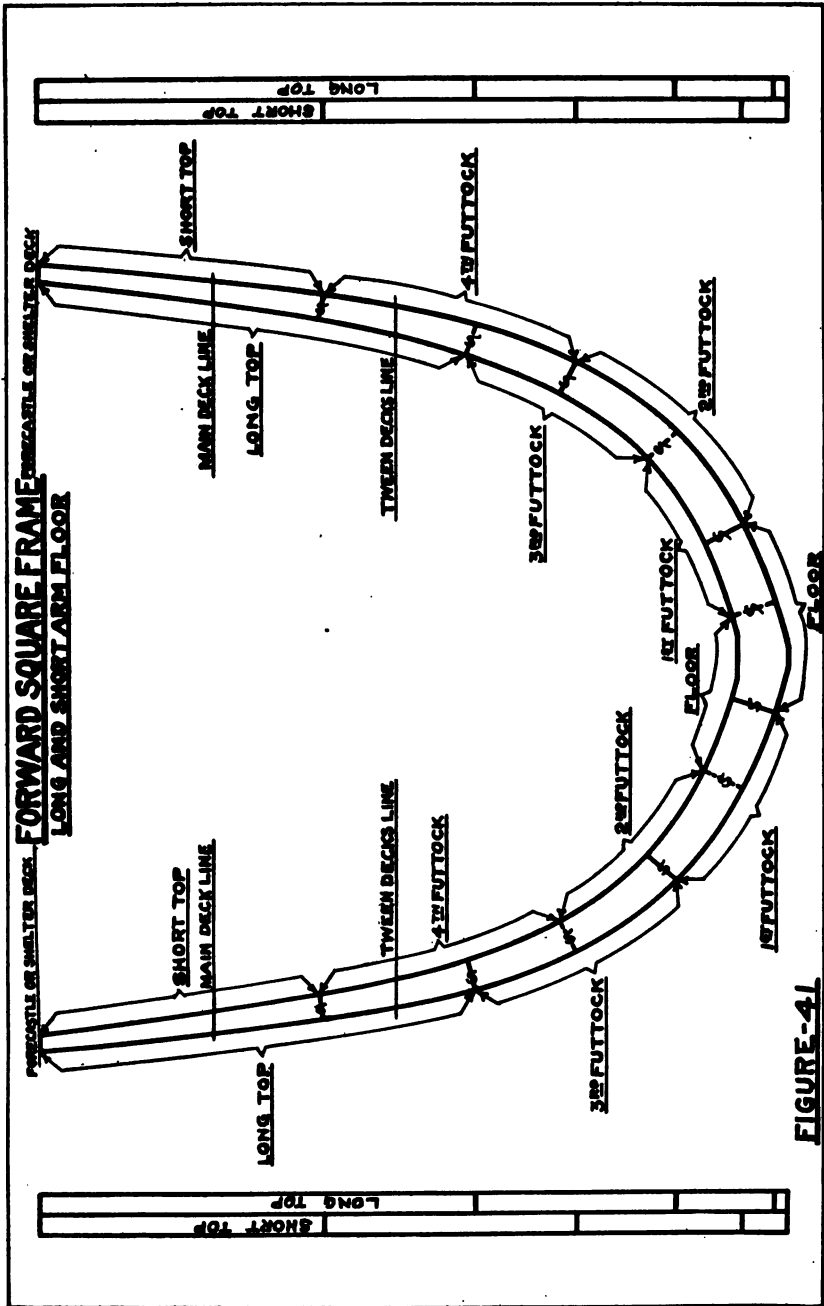 FORWARD SQUARE FRAME
LONG AND SHORT ARM FLOOR
FORECASTLE OR SHELTER DECK
FORECASTLE OR SHELTER DECK
SHORT TOP
MAIN DECK LINE
LONG TOP
TWEEN DECKS LINE
4TH FUTTOCK
3RD FUTTOCK
2ND FUTTOCK
1ST FUTTOCK
FLOOR
FLOOR
1ST FUTTOCK
2ND FUTTOCK
3RD FUTTOCK
4TH FUTTOCK
TWEEN DECKS LINE
LONG TOP
MAIN DECK LINE
SHORT TOP
LONG TOP
SHORT TOP
LONG TOP
SHORT TOP
FIGURE-41